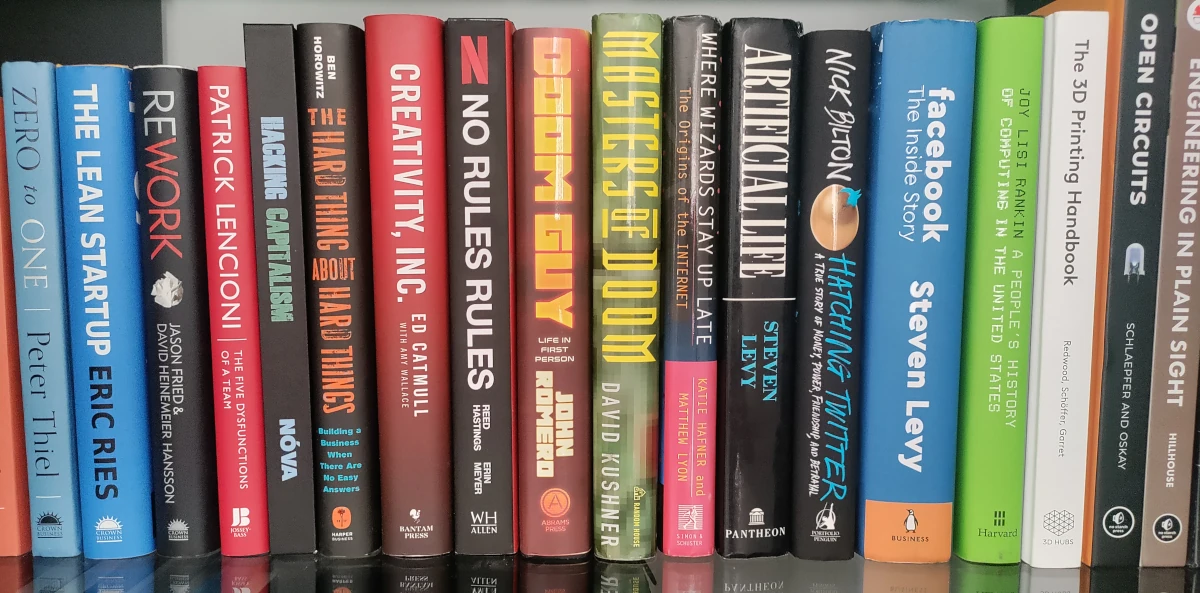 ZERO to ONE | Peter Thiel |
CROWN
BUSINESS
THE LEAN STARTUP ERIC RIES
CROWN
BUSINESS
REWORK
JASON FRIED &
DAVID HEINEMEIER HANSSON
CROWN
BUSINESS
PATRICK LENCIONI | THE FIVE DYSFUNCTIONS
OF A TEAM
JB
JOSSEY-
BASS
HACKING CAPITALISM
NÓVA
BEN
HOROWITZ
THE
HARD THING
ABOUT
HARD THINGS
Building a
Business
When
There Are
No Easy
Answers
HARPER
BUSINESS
CREATIVITY, INC.
ED CATMULL
WITH AMY WALLACE
BANTAM
PRESS
N
NO RULES RULES
REED
HASTINGS
ERIN
MEYER
WH
ALLEN
DOOM GUY
LIFE IN
FIRST
PERSON
JOHN
ROMERO
A
ABRAMS
PRESS
MASTERS OF DOOM
DAVID KUSHNER
RANDOM HOUSE
WHERE WIZARDS STAY UP LATE
The Origins of the INTERNET
KATIE HAFNER and
MATTHEW LYON
SIMON &
SCHUSTER
ARTIFICIAL LIFE
STEVEN
LEVY
PANTHEON
NICK BILTON
HATCHING TWITTER
A TRUE STORY OF MONEY, POWER, FRIENDSHIP, AND BETRAYAL
PORTFOLIO
PENGUIN
facebook
The Inside Story
Steven Levy
BUSINESS
JOY LISI RANKIN A PEOPLE'S HISTORY
OF COMPUTING IN THE UNITED STATES
Harvard
The 3D Printing Handbook
Redwood, Schöffer, Garret
3D HUBS
OPEN CIRCUITS
SCHLAEPFER AND OSKAY
no starch
press
ENGINEERING IN PLAIN SIGHT
HILLHOUSE
no starch
press